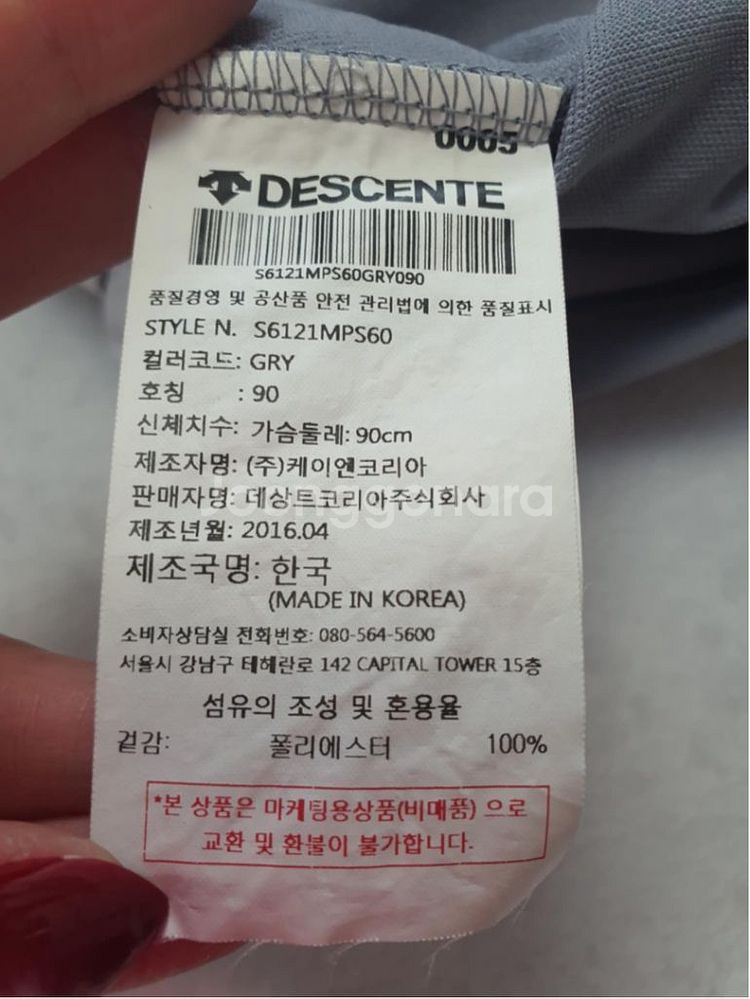 0005
DESCENTE
S6121MPS60GRY090
품질경영 및 공산품 안전 관리법에 의한 품질표시
STYLE N. S6121MPS60
컬러코드: GRY
호칭 : 90
신체치수: 가슴둘레: 90cm
제조자명: (주)케이엔코리아
판매자명: 데상트코리아주식회사
Joonggonara
제조년월: 2016.04
제조국명: 한국
(MADE IN KOREA)
소비자상담실 전화번호: 080-564-5600
서울시 강남구 테헤란로 142 CAPITAL TOWER 15층
섬유의 조성 및 혼용율
겉감: 폴리에스터 100%
*본 상품은 마케팅용상품(비매품) 으로
교환 및 환불이 불가합니다.